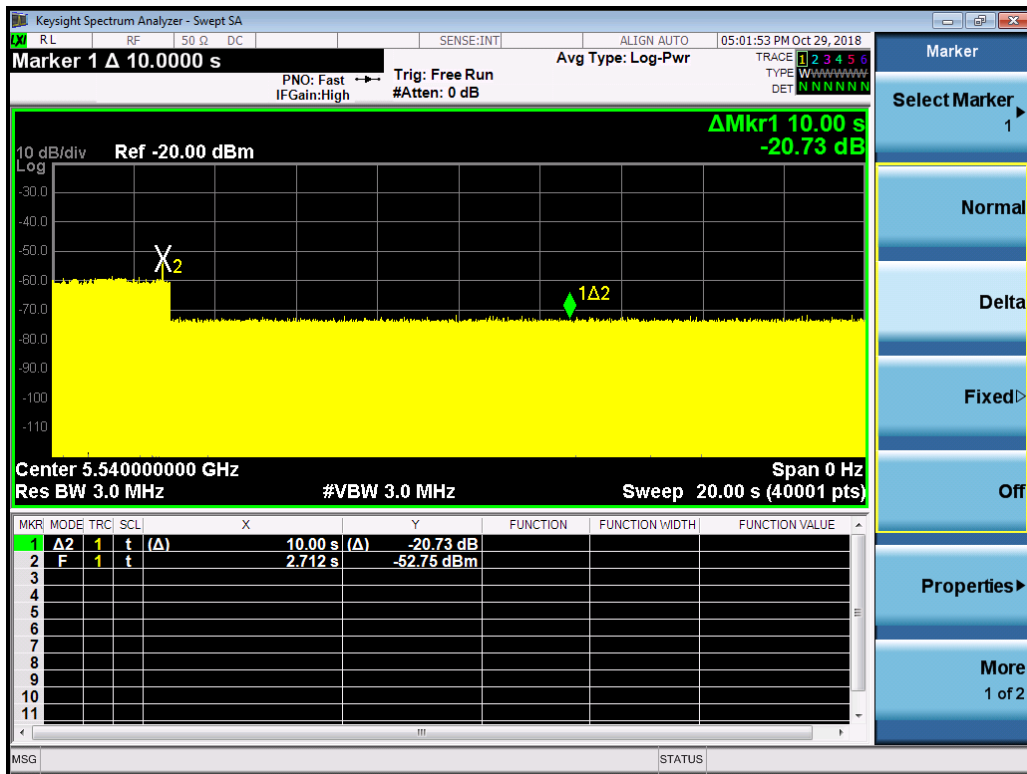 Keysight Spectrum Analyzer - Swept SA
LXI RL RF 50 Ω DC SENSE:INT ALIGN AUTO 05:01:53 PM Oct 29, 2018
Marker 1 Δ 10.0000 s
PNO: Fast
IFGain:High
Trig: Free Run
#Atten: 0 dB
Avg Type: Log-Pwr
TRACE 1 2 3 4 5 6
TYPE WWWWWW
DET N N N N N N
ΔMkr1 10.00 s
-20.73 dB
10 dB/div Ref -20.00 dBm
Log
-30.0
-40.0
-50.0
-60.0
-70.0
-80.0
-90.0
-100
-110
X2
1Δ2
Center 5.540000000 GHz Span 0 Hz
Res BW 3.0 MHz #VBW 3.0 MHz Sweep 20.00 s (40001 pts)
MKR MODE TRC SCL X Y FUNCTION FUNCTION WIDTH FUNCTION VALUE
1 Δ2 1 t (Δ) 10.00 s (Δ) -20.73 dB
2 F 1 t 2.712 s -52.75 dBm
3
4
5
6
7
8
9
10
11
MSG STATUS
Marker
Select Marker
1
Normal
Delta
Fixed
Off
Properties
More
1 of 2